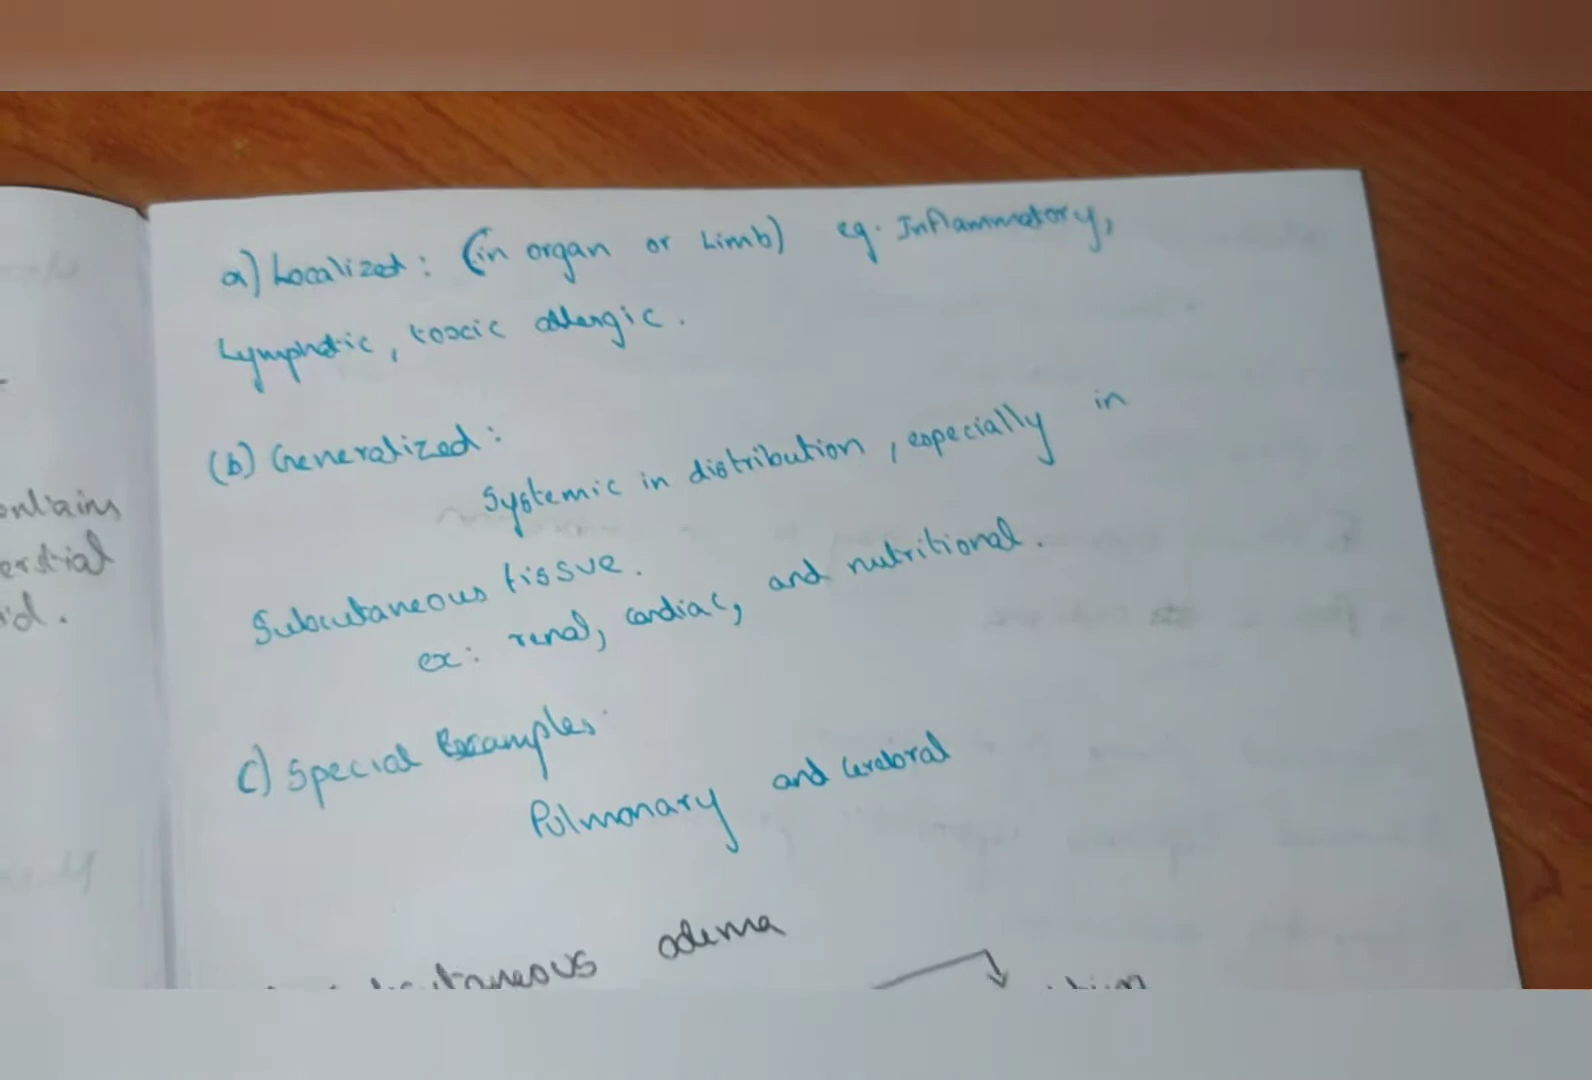 a) Localized: (in organ or Limb) eg. Inflammatory,
Lymphatic, toxic allergic.
(b) Generalized:
Systemic in distribution, especially in
Subcutaneous tissue.
ex: renal, cardiac, and nutritional.
c) Special Examples
Pulmonary and Cerebral
odema